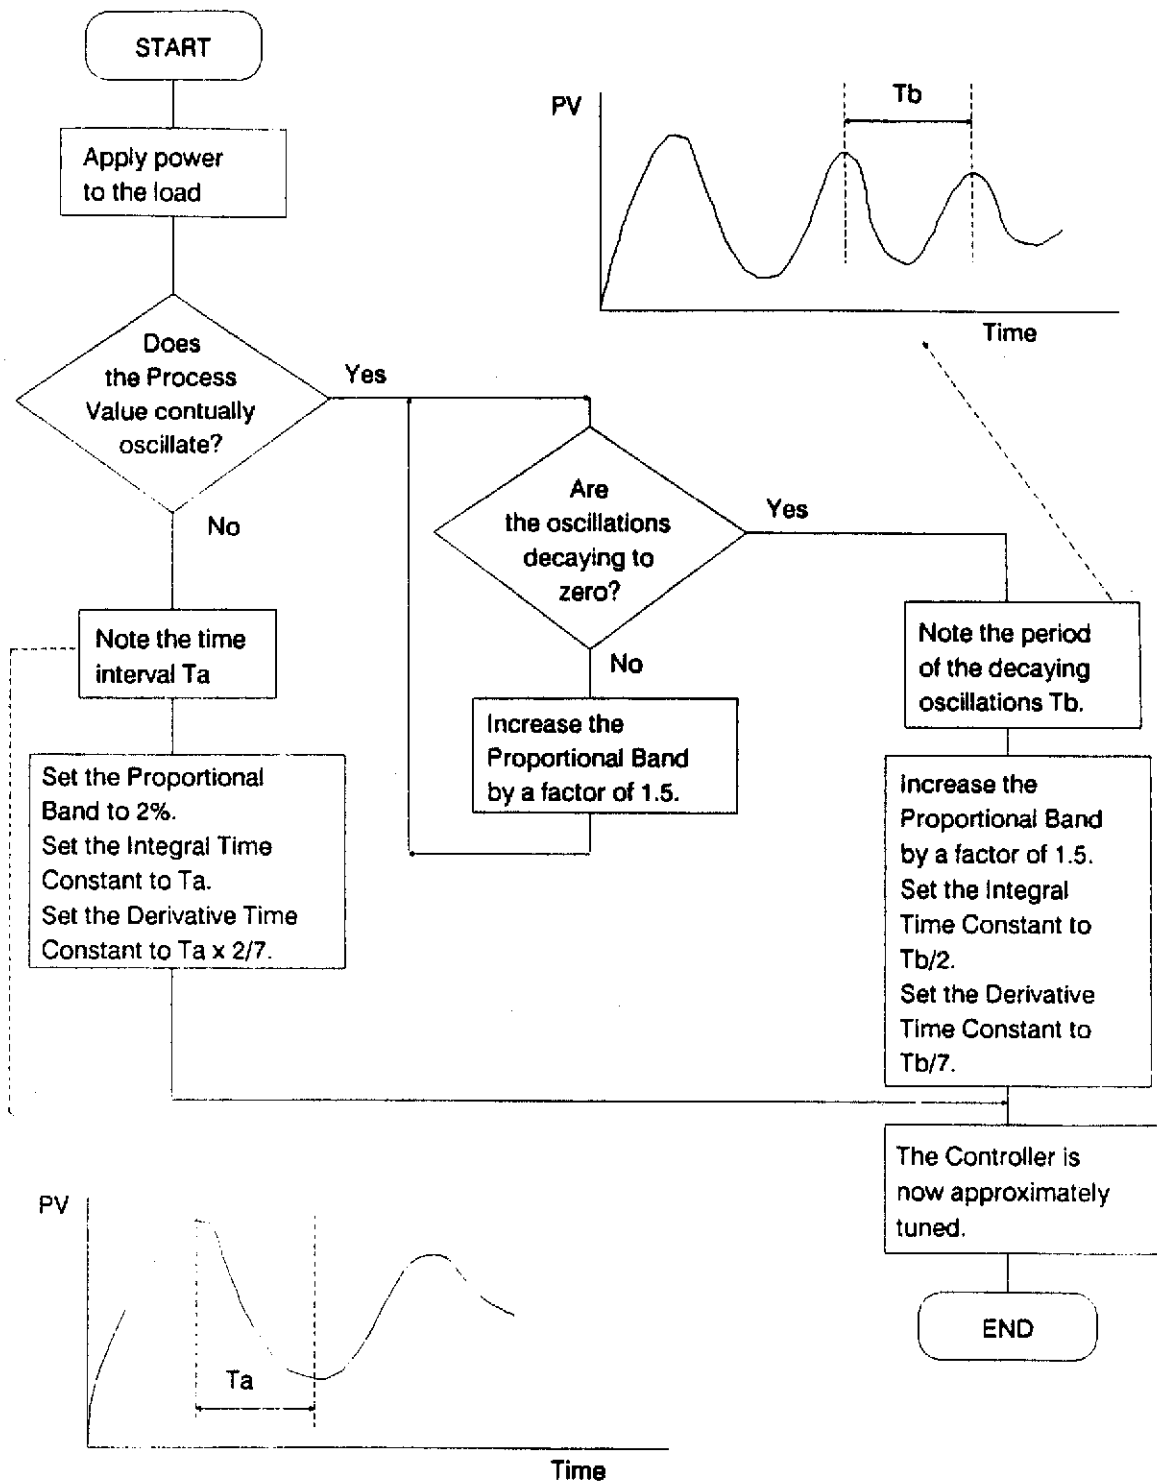 START
Apply power
to the load
Does
the Process
Value contually
oscillate?
Yes
No
Note the time
interval Ta
Set the Proportional
Band to 2%.
Set the Integral Time
Constant to Ta.
Set the Derivative Time
Constant to Ta x 2/7.
Are
the oscillations
decaying to
zero?
Yes
No
Increase the
Proportional Band
by a factor of 1.5.
PV
Tb
Time
Note the period
of the decaying
oscillations Tb.
Increase the
Proportional Band
by a factor of 1.5.
Set the Integral
Time Constant to
Tb/2.
Set the Derivative
Time Constant to
Tb/7.
The Controller is
now approximately
tuned.
END
PV
Ta
Time